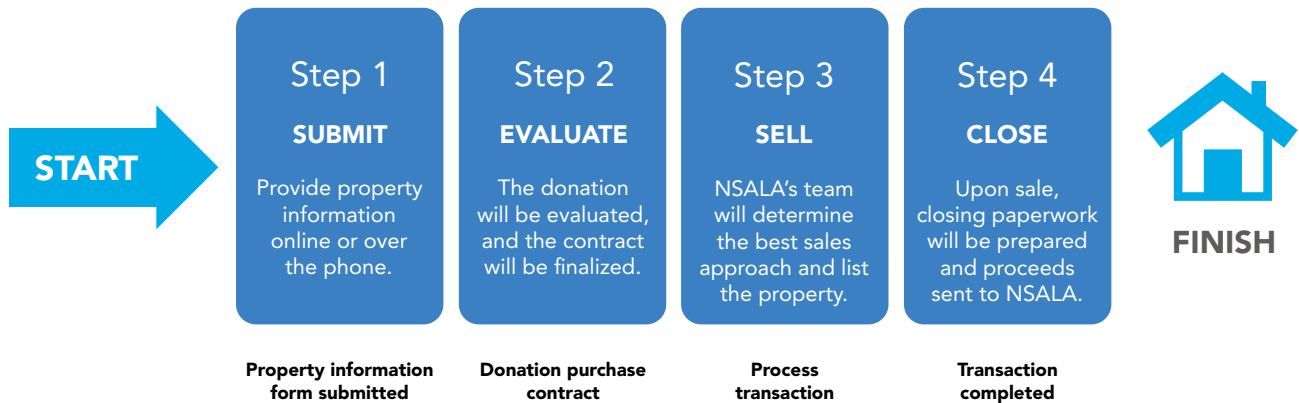 START
Step 1
SUBMIT
Provide property
information
online or over
the phone.
Property information
form submitted
Step 2
EVALUATE
The donation
will be evaluated,
and the contract
will be finalized.
Donation purchase
contract
Step 3
SELL
NSALA’s team
will determine
the best sales
approach and list
the property.
Process
transaction
Step 4
CLOSE
Upon sale,
closing paperwork
will be prepared
and proceeds
sent to NSALA.
Transaction
completed
FINISH